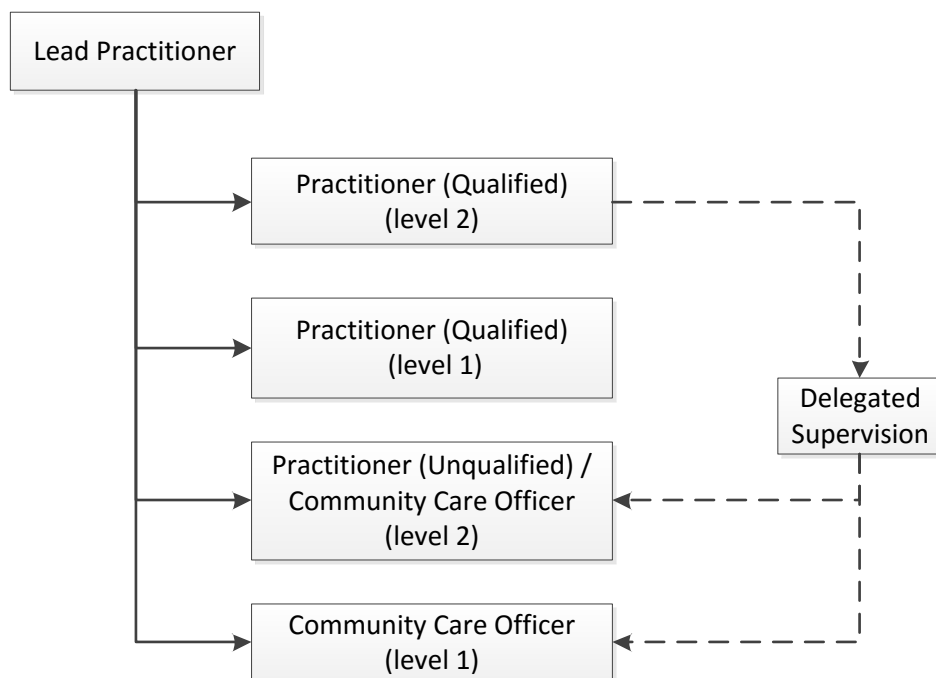 Lead Practitioner
Practitioner (Qualified)
(level 2)
Practitioner (Qualified)
(level 1)
Delegated
Supervision
Practitioner (Unqualified) /
Community Care Officer
(level 2)
Community Care Officer
(level 1)